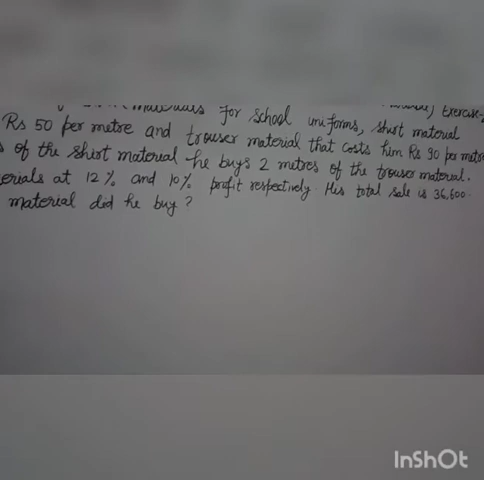 materials for school uniforms, shirt material
Rs 50 per metre and trouser material that costs him Rs 90 per metre
s of the shirt material he buys 2 metres of the trouser material.
erials at 12% and 10% profit respectively. His total sale is 36,600.
material did he buy?
InShOt